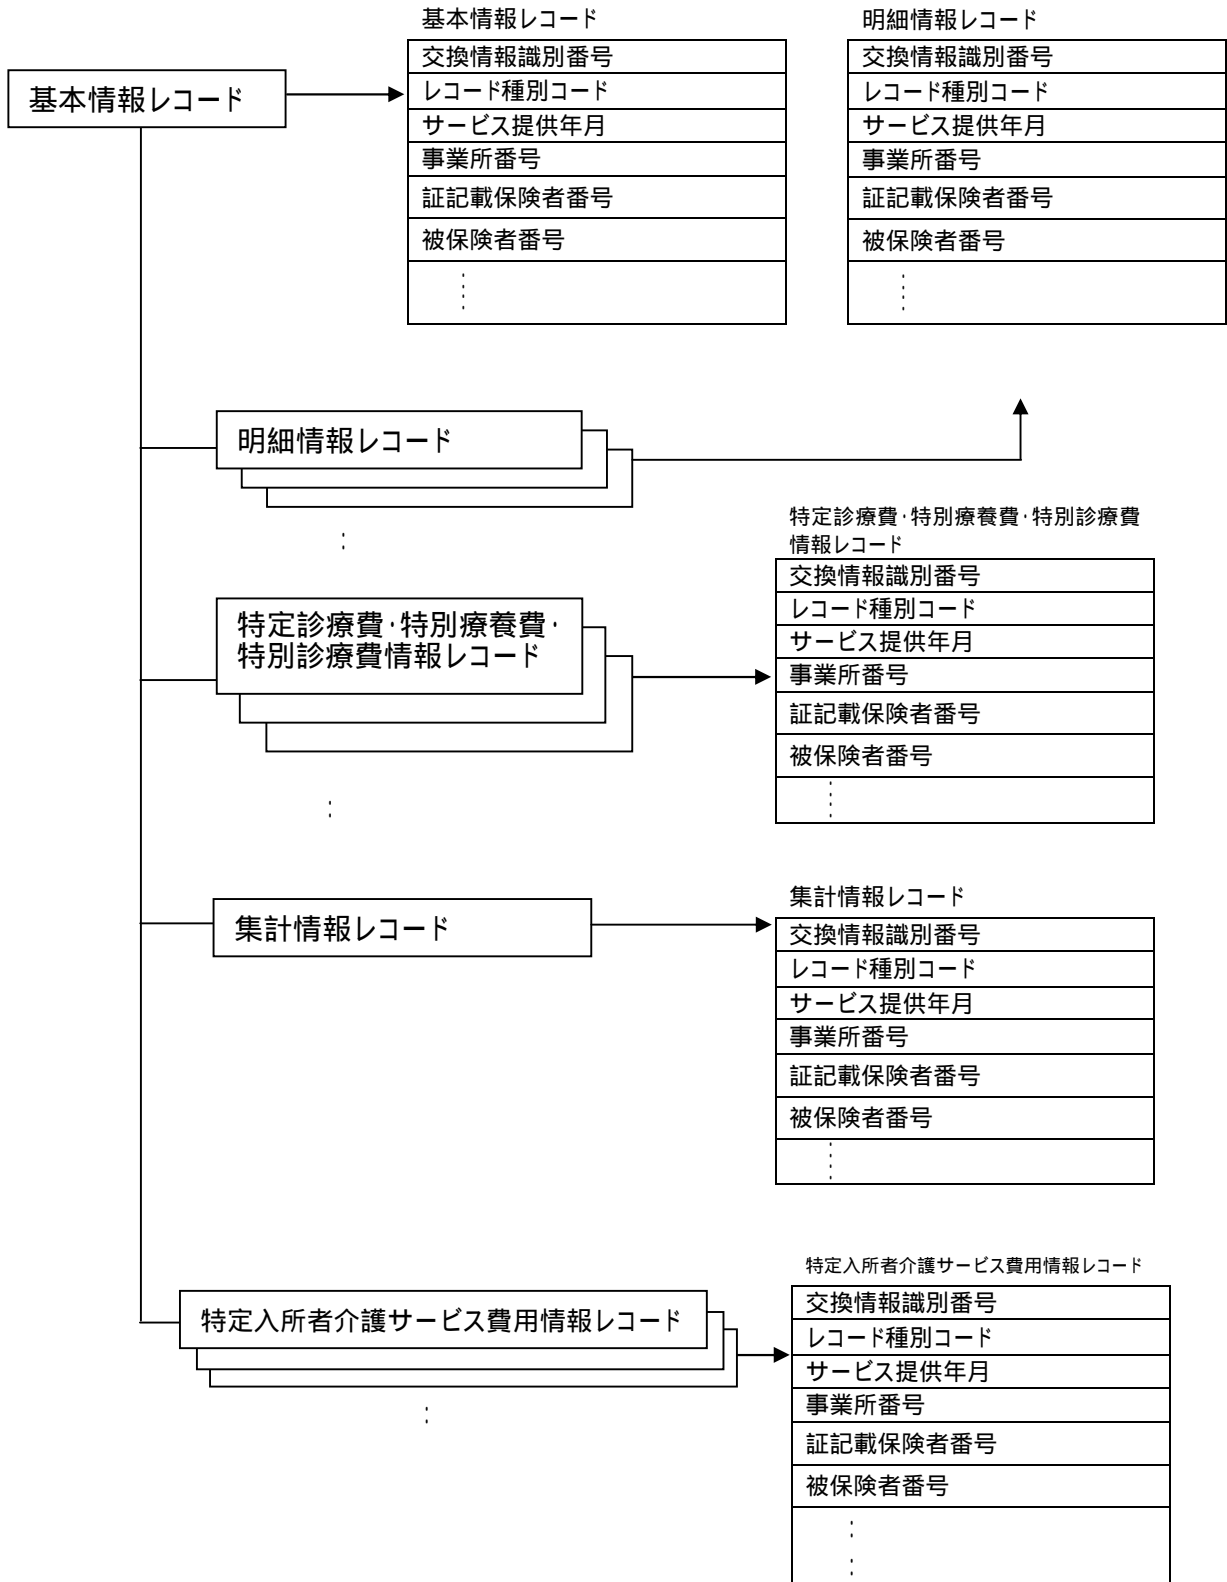 基本情報レコード
基本情報レコード
交換情報識別番号
レコード種別コード
サービス提供年月
事業所番号
証記載保険者番号
被保険者番号
明細情報レコード
交換情報識別番号
レコード種別コード
サービス提供年月
事業所番号
証記載保険者番号
被保険者番号
明細情報レコード
特定診療費・特別療養費・
特別診療費情報レコード
特定診療費・特別療養費・特別診療費
情報レコード
交換情報識別番号
レコード種別コード
サービス提供年月
事業所番号
証記載保険者番号
被保険者番号
集計情報レコード
集計情報レコード
交換情報識別番号
レコード種別コード
サービス提供年月
事業所番号
証記載保険者番号
被保険者番号
特定入所者介護サービス費用情報レコード
特定入所者介護サービス費用情報レコード
交換情報識別番号
レコード種別コード
サービス提供年月
事業所番号
証記載保険者番号
被保険者番号